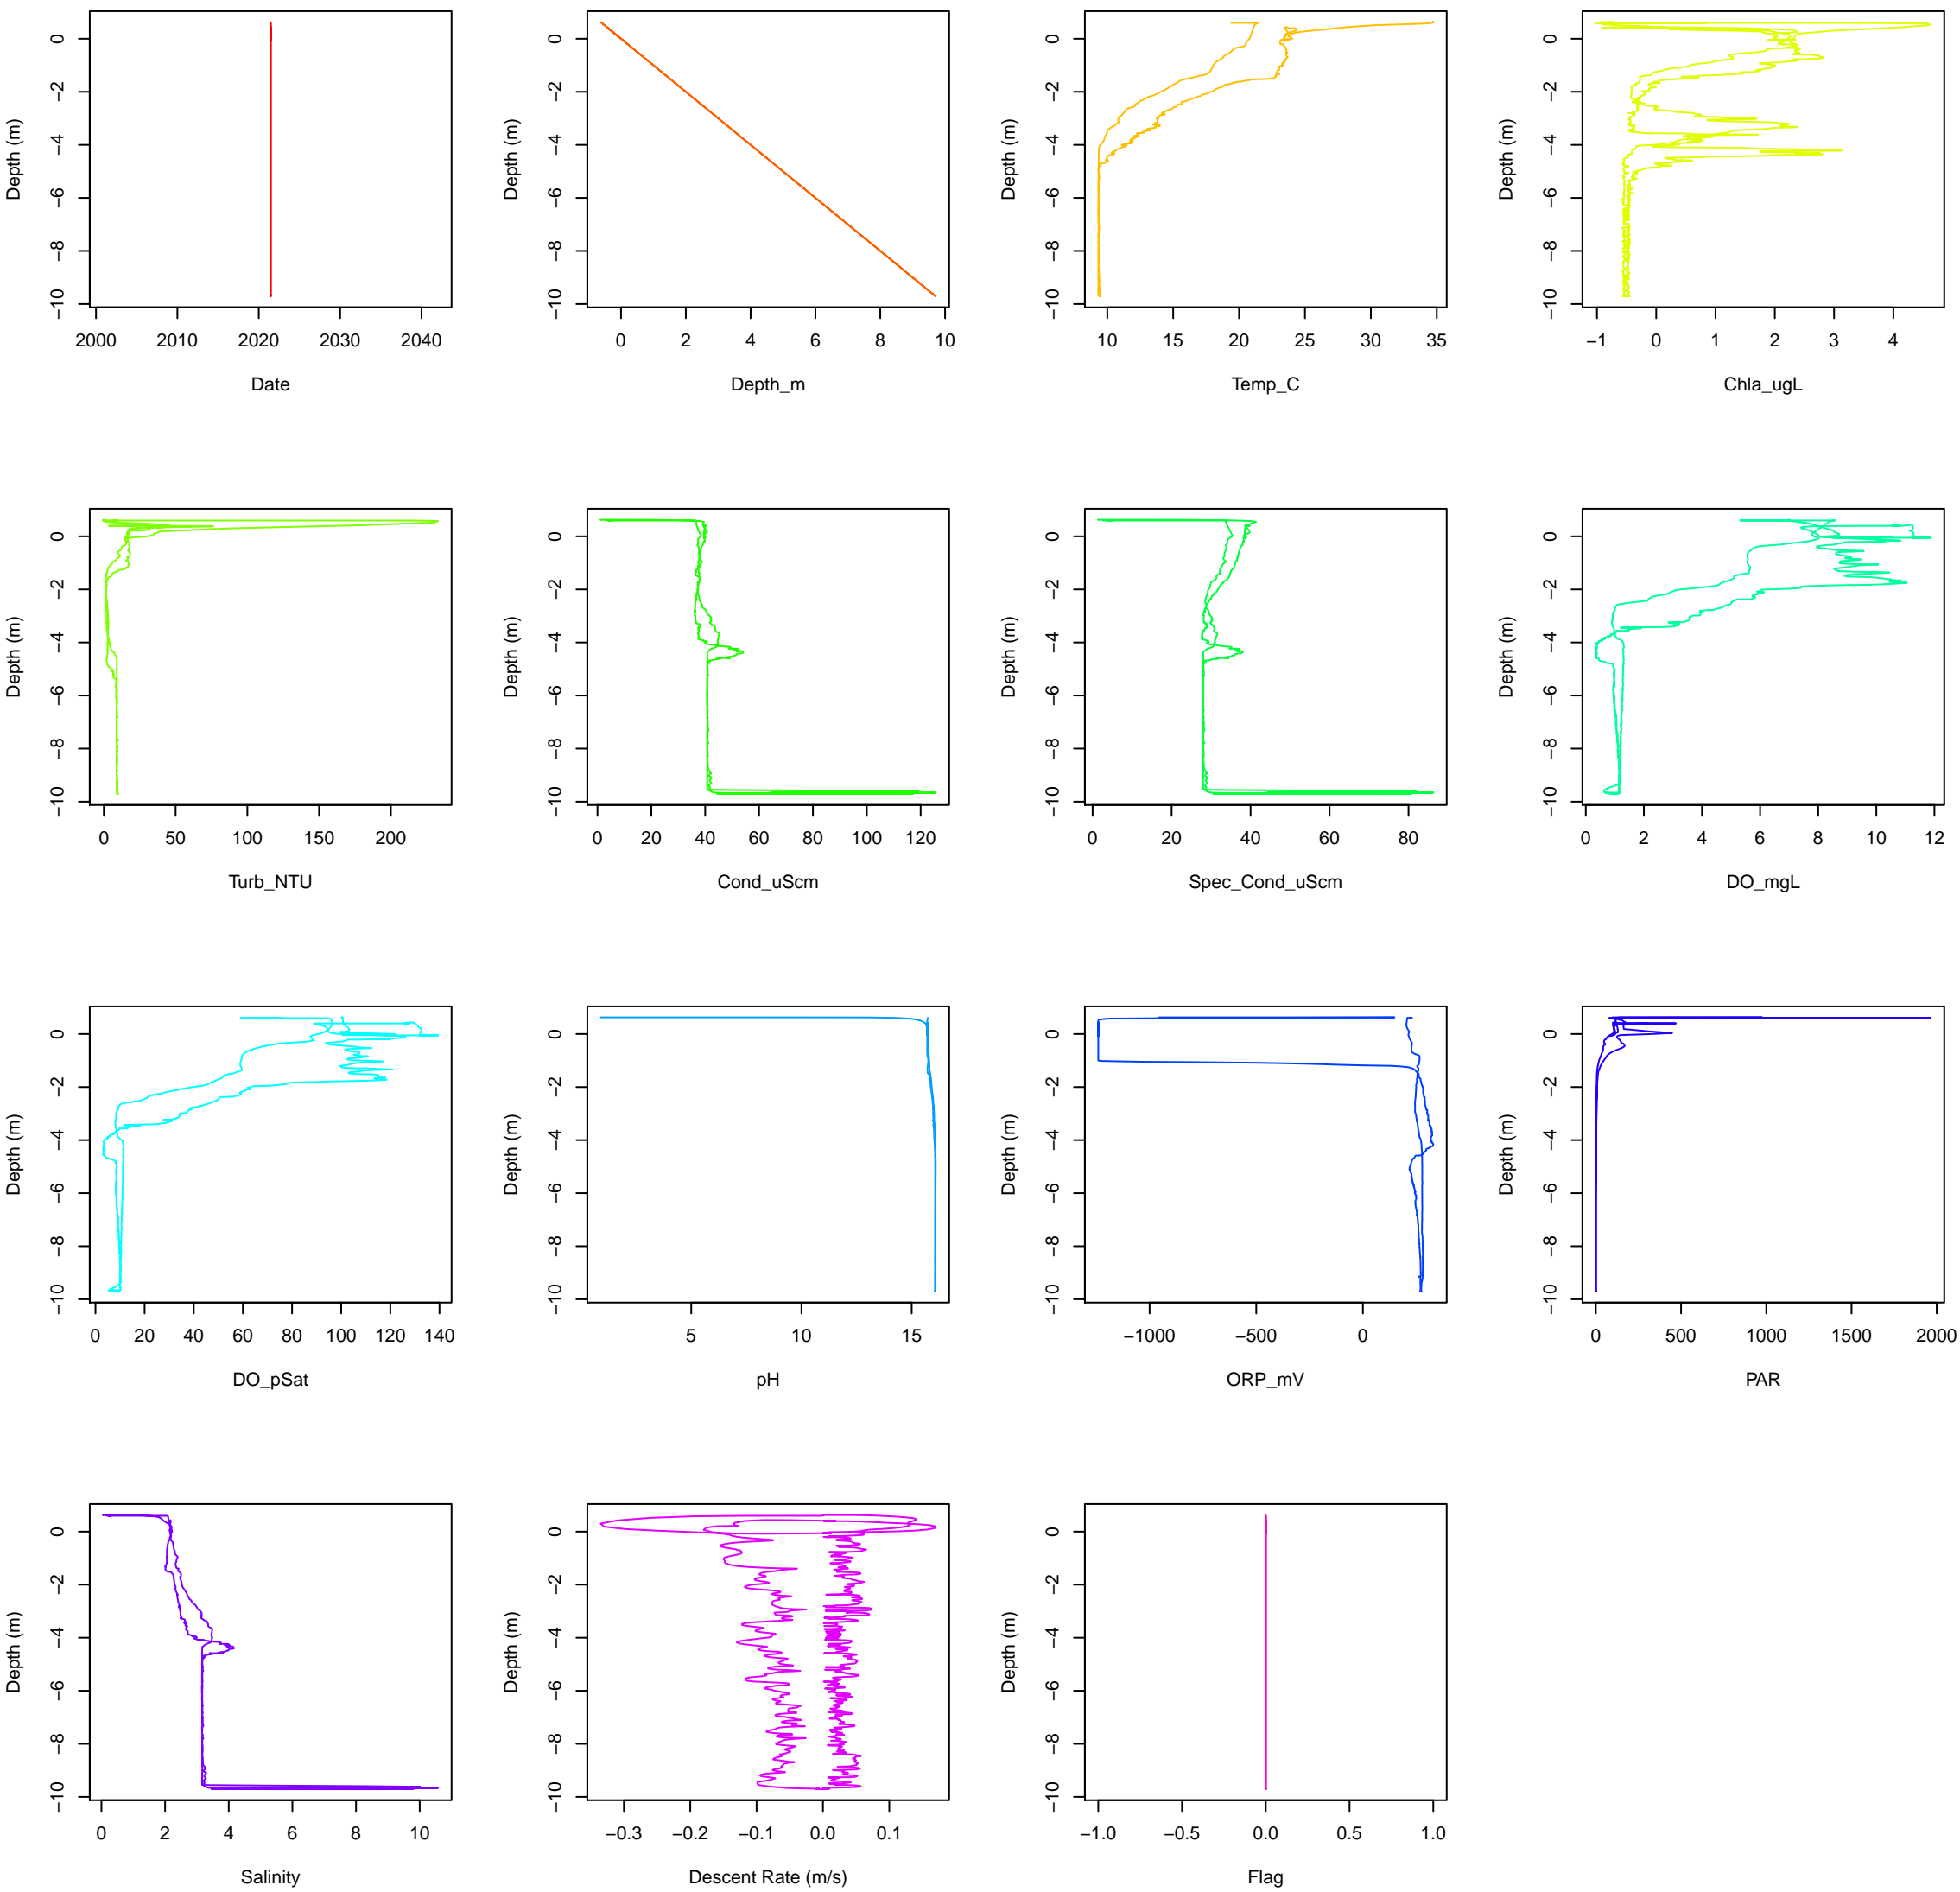 Depth (m)
0
−2
−4
−6
−8
−10
2000 2010 2020 2030 2040
Date
Depth (m)
0
−2
−4
−6
−8
−10
0 2 4 6 8 10
Depth_m
Depth (m)
0
−2
−4
−6
−8
−10
10 15 20 25 30 35
Temp_C
Depth (m)
0
−2
−4
−6
−8
−10
−1 0 1 2 3 4
Chla_ugL
Depth (m)
0
−2
−4
−6
−8
−10
0 50 100 150 200
Turb_NTU
Depth (m)
0
−2
−4
−6
−8
−10
0 20 40 60 80 100 120
Cond_uScm
Depth (m)
0
−2
−4
−6
−8
−10
0 20 40 60 80
Spec_Cond_uScm
Depth (m)
0
−2
−4
−6
−8
−10
0 2 4 6 8 10 12
DO_mgL
Depth (m)
0
−2
−4
−6
−8
−10
0 20 40 60 80 100 120 140
DO_pSat
Depth (m)
0
−2
−4
−6
−8
−10
5 10 15
pH
Depth (m)
0
−2
−4
−6
−8
−10
−1000 −500 0
ORP_mV
Depth (m)
0
−2
−4
−6
−8
−10
0 500 1000 1500 2000
PAR
Depth (m)
0
−2
−4
−6
−8
−10
0 2 4 6 8 10
Salinity
Depth (m)
0
−2
−4
−6
−8
−10
−0.3 −0.2 −0.1 0.0 0.1
Descent Rate (m/s)
Depth (m)
0
−2
−4
−6
−8
−10
−1.0 −0.5 0.0 0.5 1.0
Flag